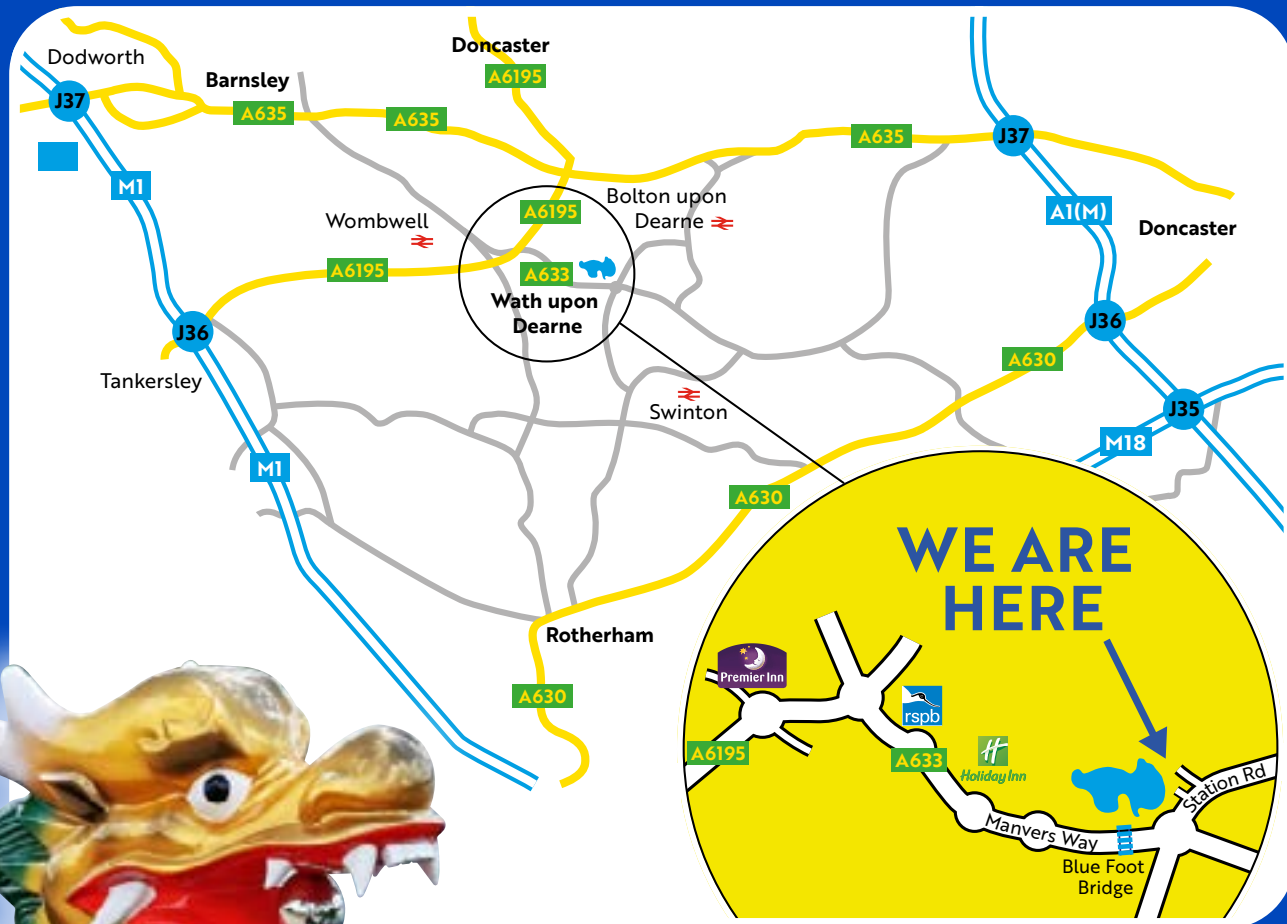 Dodworth
J37
Barnsley
A635
A635
Doncaster
A6195
A635
J37
M1
Wombwell
A6195
Bolton upon
Dearne
A1(M)
Doncaster
A6195
A633
Wath upon
Dearne
J36
Tankersley
J36
A630
Swinton
J35
M18
M1
A630
Rotherham
A630
WE ARE
HERE
Premier Inn
rspb
A6195
A633
H
Holiday Inn
Station Rd
Manvers Way
Blue Foot
Bridge